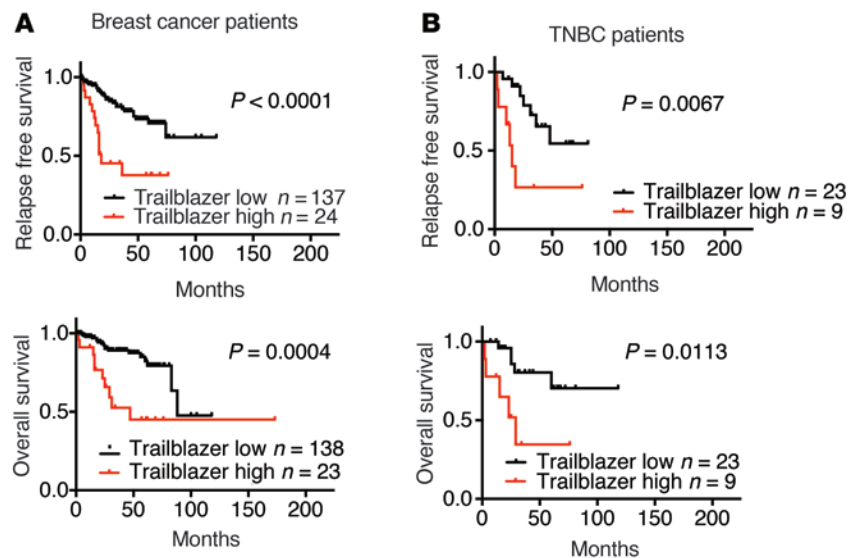 A
Breast cancer patients
Relapse free survival
1.0
0.5
0.0
P < 0.0001
Trailblazer low n = 137
Trailblazer high n = 24
0 50 100 150 200
Months
Overall survival
1.0
0.5
0.0
P = 0.0004
Trailblazer low n = 138
Trailblazer high n = 23
0 50 100 150 200
Months
B
TNBC patients
Relapse free survival
1.0
0.5
0.0
P = 0.0067
Trailblazer low n = 23
Trailblazer high n = 9
0 50 100 150 200
Months
Overall survival
1.0
0.5
0.0
P = 0.0113
Trailblazer low n = 23
Trailblazer high n = 9
0 50 100 150 200
Months